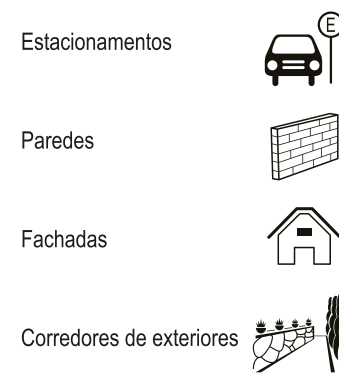 Estacionamentos
E
Paredes
Fachadas
Corredores de exteriores